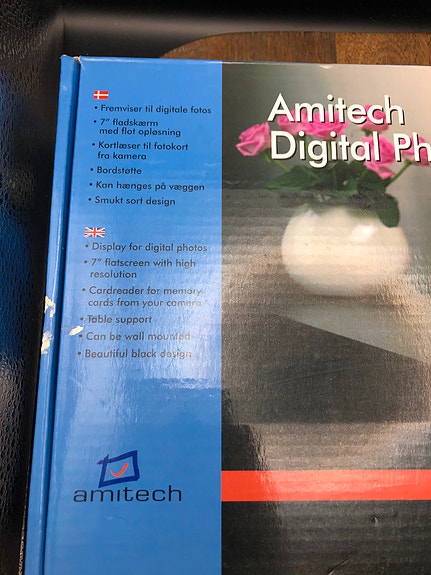 • Fremviser til digitale fotos
• 7" fladskærm
med flot opløsning
• Kortlæser til fotokort
fra kamera
• Bordstøtte
• Kan hænges på væggen
• Smukt sort design
• Display for digital photos
• 7" flatscreen with high
resolution
• Cardreader for memory
cards from your camera
• Table support
• Can be wall mounted
• Beautiful black design
amitech
Amitech
Digital Ph